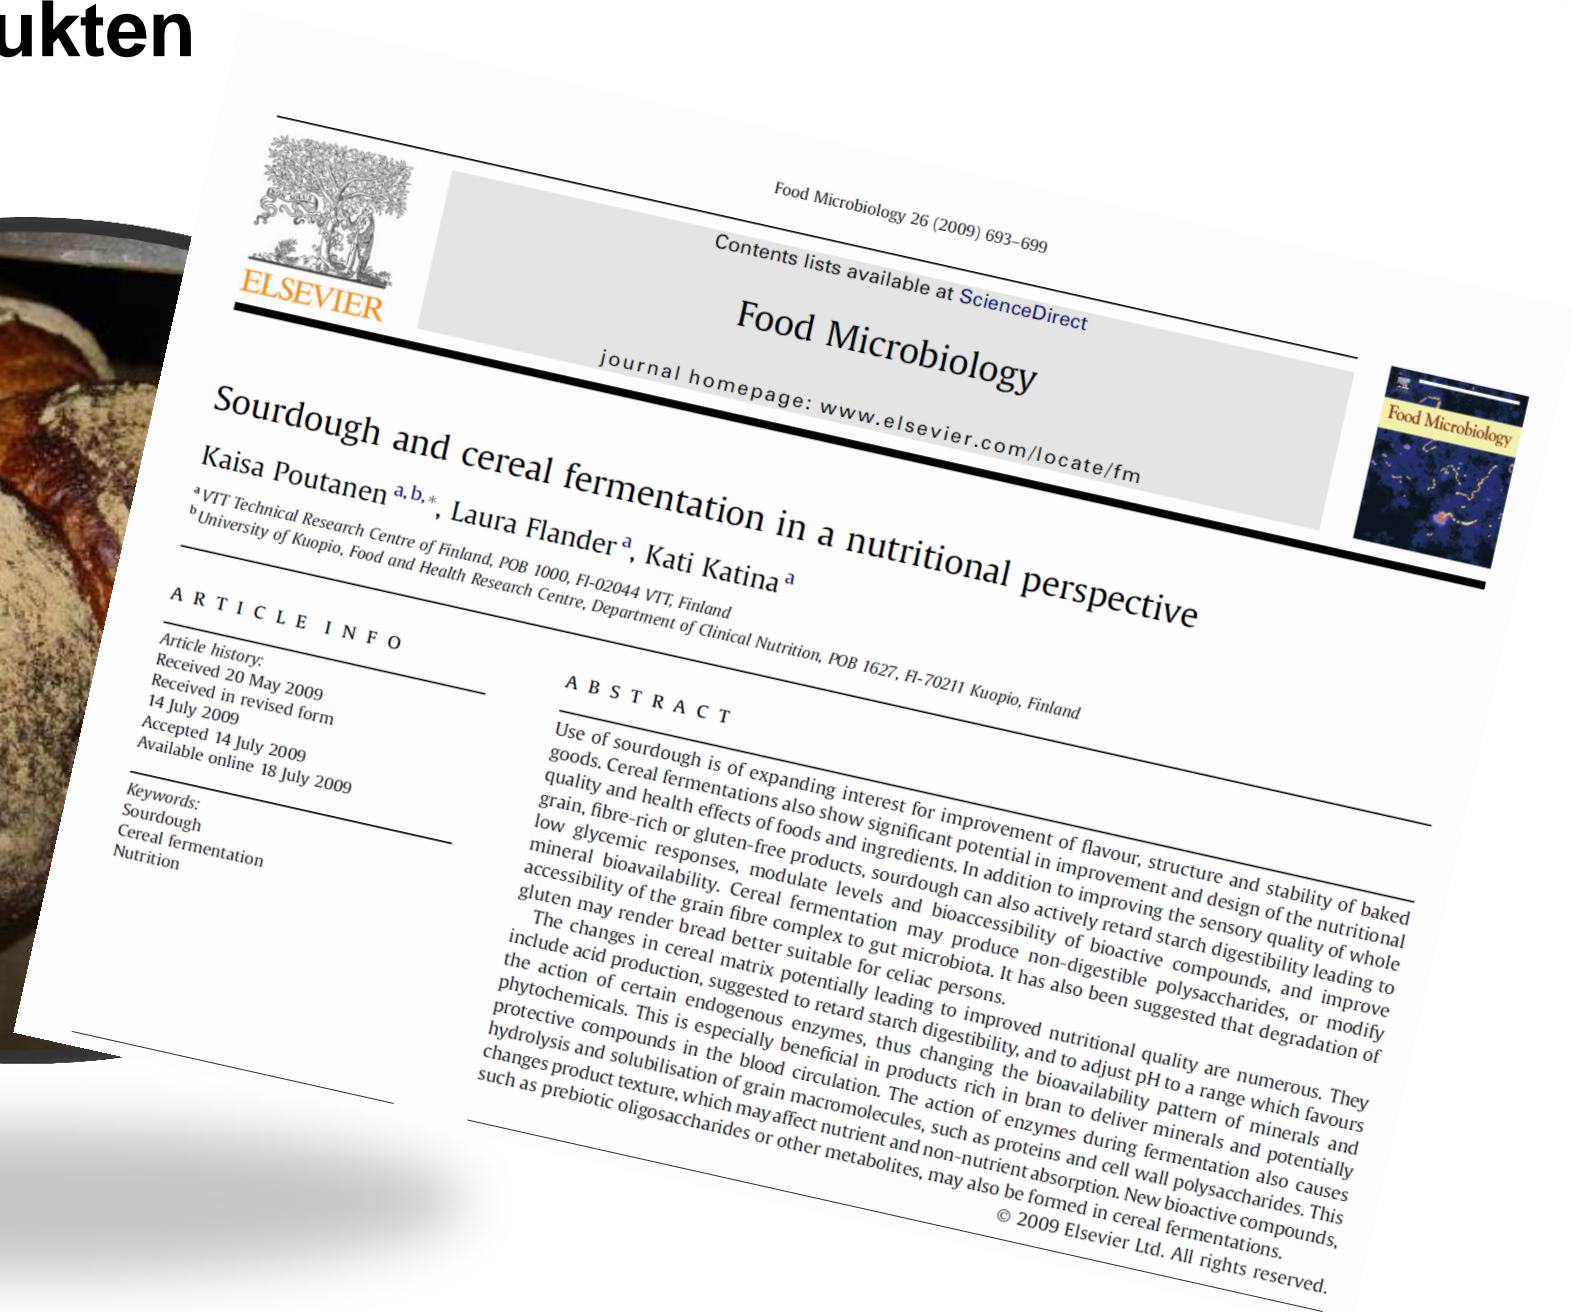 ukten
Food Microbiology 26 (2009) 693–699
Contents lists available at ScienceDirect
Food Microbiology
journal homepage: www.elsevier.com/locate/fm
ELSEVIER
Food Microbiology
Sourdough and cereal fermentation in a nutritional perspective
Kaisa Poutanen a, b, *, Laura Flander a, Kati Katina a
a VTT Technical Research Centre of Finland, POB 1000, FI-02044 VTT, Finland
b University of Kuopio, Food and Health Research Centre, Department of Clinical Nutrition, POB 1627, FI-70211 Kuopio, Finland
ARTICLE INFO
Article history:
Received 20 May 2009
Received in revised form
14 July 2009
Accepted 14 July 2009
Available online 18 July 2009
Keywords:
Sourdough
Cereal fermentation
Nutrition
ABSTRACT
Use of sourdough is of expanding interest for improvement of flavour, structure and stability of baked
goods. Cereal fermentations also show significant potential in improvement and design of the nutritional
quality and health effects of foods and ingredients. In addition to improving the sensory quality of whole
grain, fibre-rich or gluten-free products, sourdough can also actively retard starch digestibility leading to
low glycemic responses, modulate levels and bioaccessibility of bioactive compounds, and improve
mineral bioavailability. Cereal fermentation may produce non-digestible polysaccharides, or modify
accessibility of the grain fibre complex to gut microbiota. It has also been suggested that degradation of
gluten may render bread better suitable for celiac persons.
The changes in cereal matrix potentially leading to improved nutritional quality are numerous. They
include acid production, suggested to retard starch digestibility, and to adjust pH to a range which favours
the action of certain endogenous enzymes, thus changing the bioavailability pattern of minerals and
phytochemicals. This is especially beneficial in products rich in bran to deliver minerals and potentially
protective compounds in the blood circulation. The action of enzymes during fermentation also causes
hydrolysis and solubilisation of grain macromolecules, such as proteins and cell wall polysaccharides. This
changes product texture, which may affect nutrient and non-nutrient absorption. New bioactive compounds,
such as prebiotic oligosaccharides or other metabolites, may also be formed in cereal fermentations.
© 2009 Elsevier Ltd. All rights reserved.